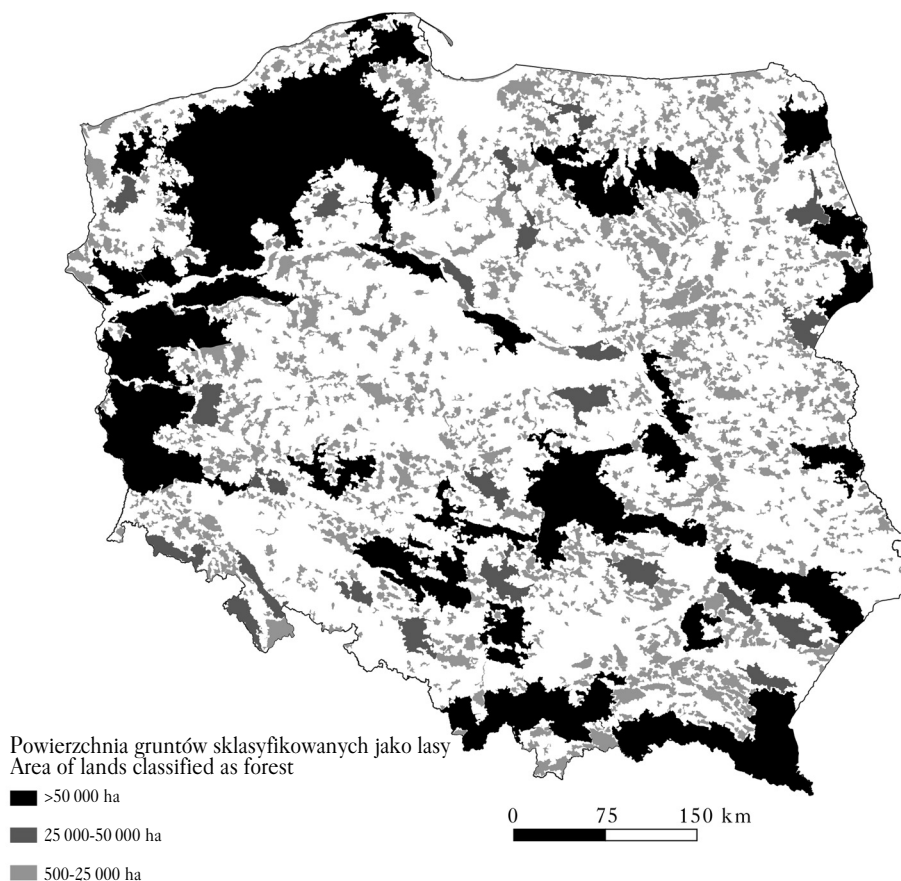 Powierzchnia gruntów sklasyfikowanych jako lasy
Area of lands classified as forest
>50 000 ha
25 000-50 000 ha
500-25 000 ha
0 75 150 km